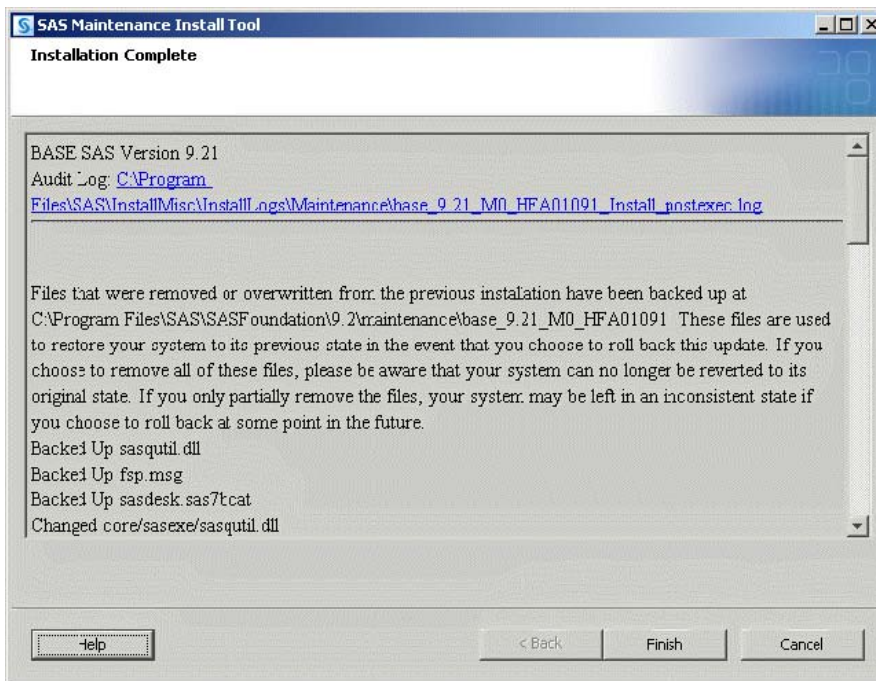 SAS Maintenance Install Tool
Installation Complete
BASE SAS Version 9.21
Audit Log: C:\Program
Files\SAS\InstallMisc\InstallLogs\Maintenance\base_9.21_M0_HFA01091_Install_postexec.log
Files that were removed or overwritten from the previous installation have been backed up at
C:\Program Files\SAS\SASFoundation\9.2\maintenance\base_9.21_M0_HFA01091 These files are used
to restore your system to its previous state in the event that you choose to roll back this update. If you
choose to remove all of these files, please be aware that your system can no longer be reverted to its
original state. If you only partially remove the files, your system may be left in an inconsistent state if
you choose to roll back at some point in the future.
Backed Up sasqutil.dll
Backed Up fsp.msg
Backed Up sasdesk.sas7bcat
Changed core/sasexe/sasqutil.dll
Help
< Back
Finish
Cancel